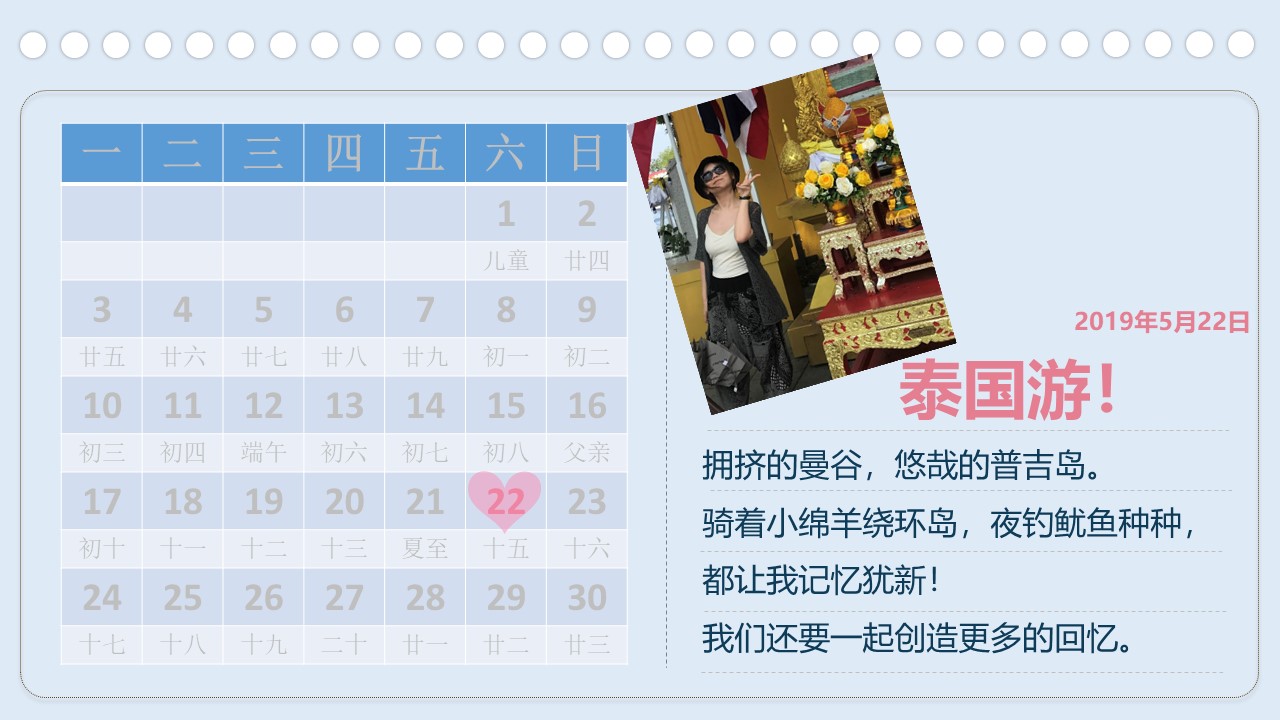 一 二 三 四 五 六 日
1 2
儿童 廿四
3 4 5 6 7 8 9
廿五 廿六 廿七 廿八 廿九 初一 初二
10 11 12 13 14 15 16
初三 初四 端午 初六 初七 初八 父亲
17 18 19 20 21 22 23
初十 十一 十二 十三 夏至 十五 十六
24 25 26 27 28 29 30
十七 十八 十九 二十 廿一 廿二 廿三
2019年5月22日
泰国游！
拥挤的曼谷，悠哉的普吉岛。
骑着小绵羊绕环岛，夜钓鱿鱼种种，
都让我记忆犹新！
我们还要一起创造更多的回忆。